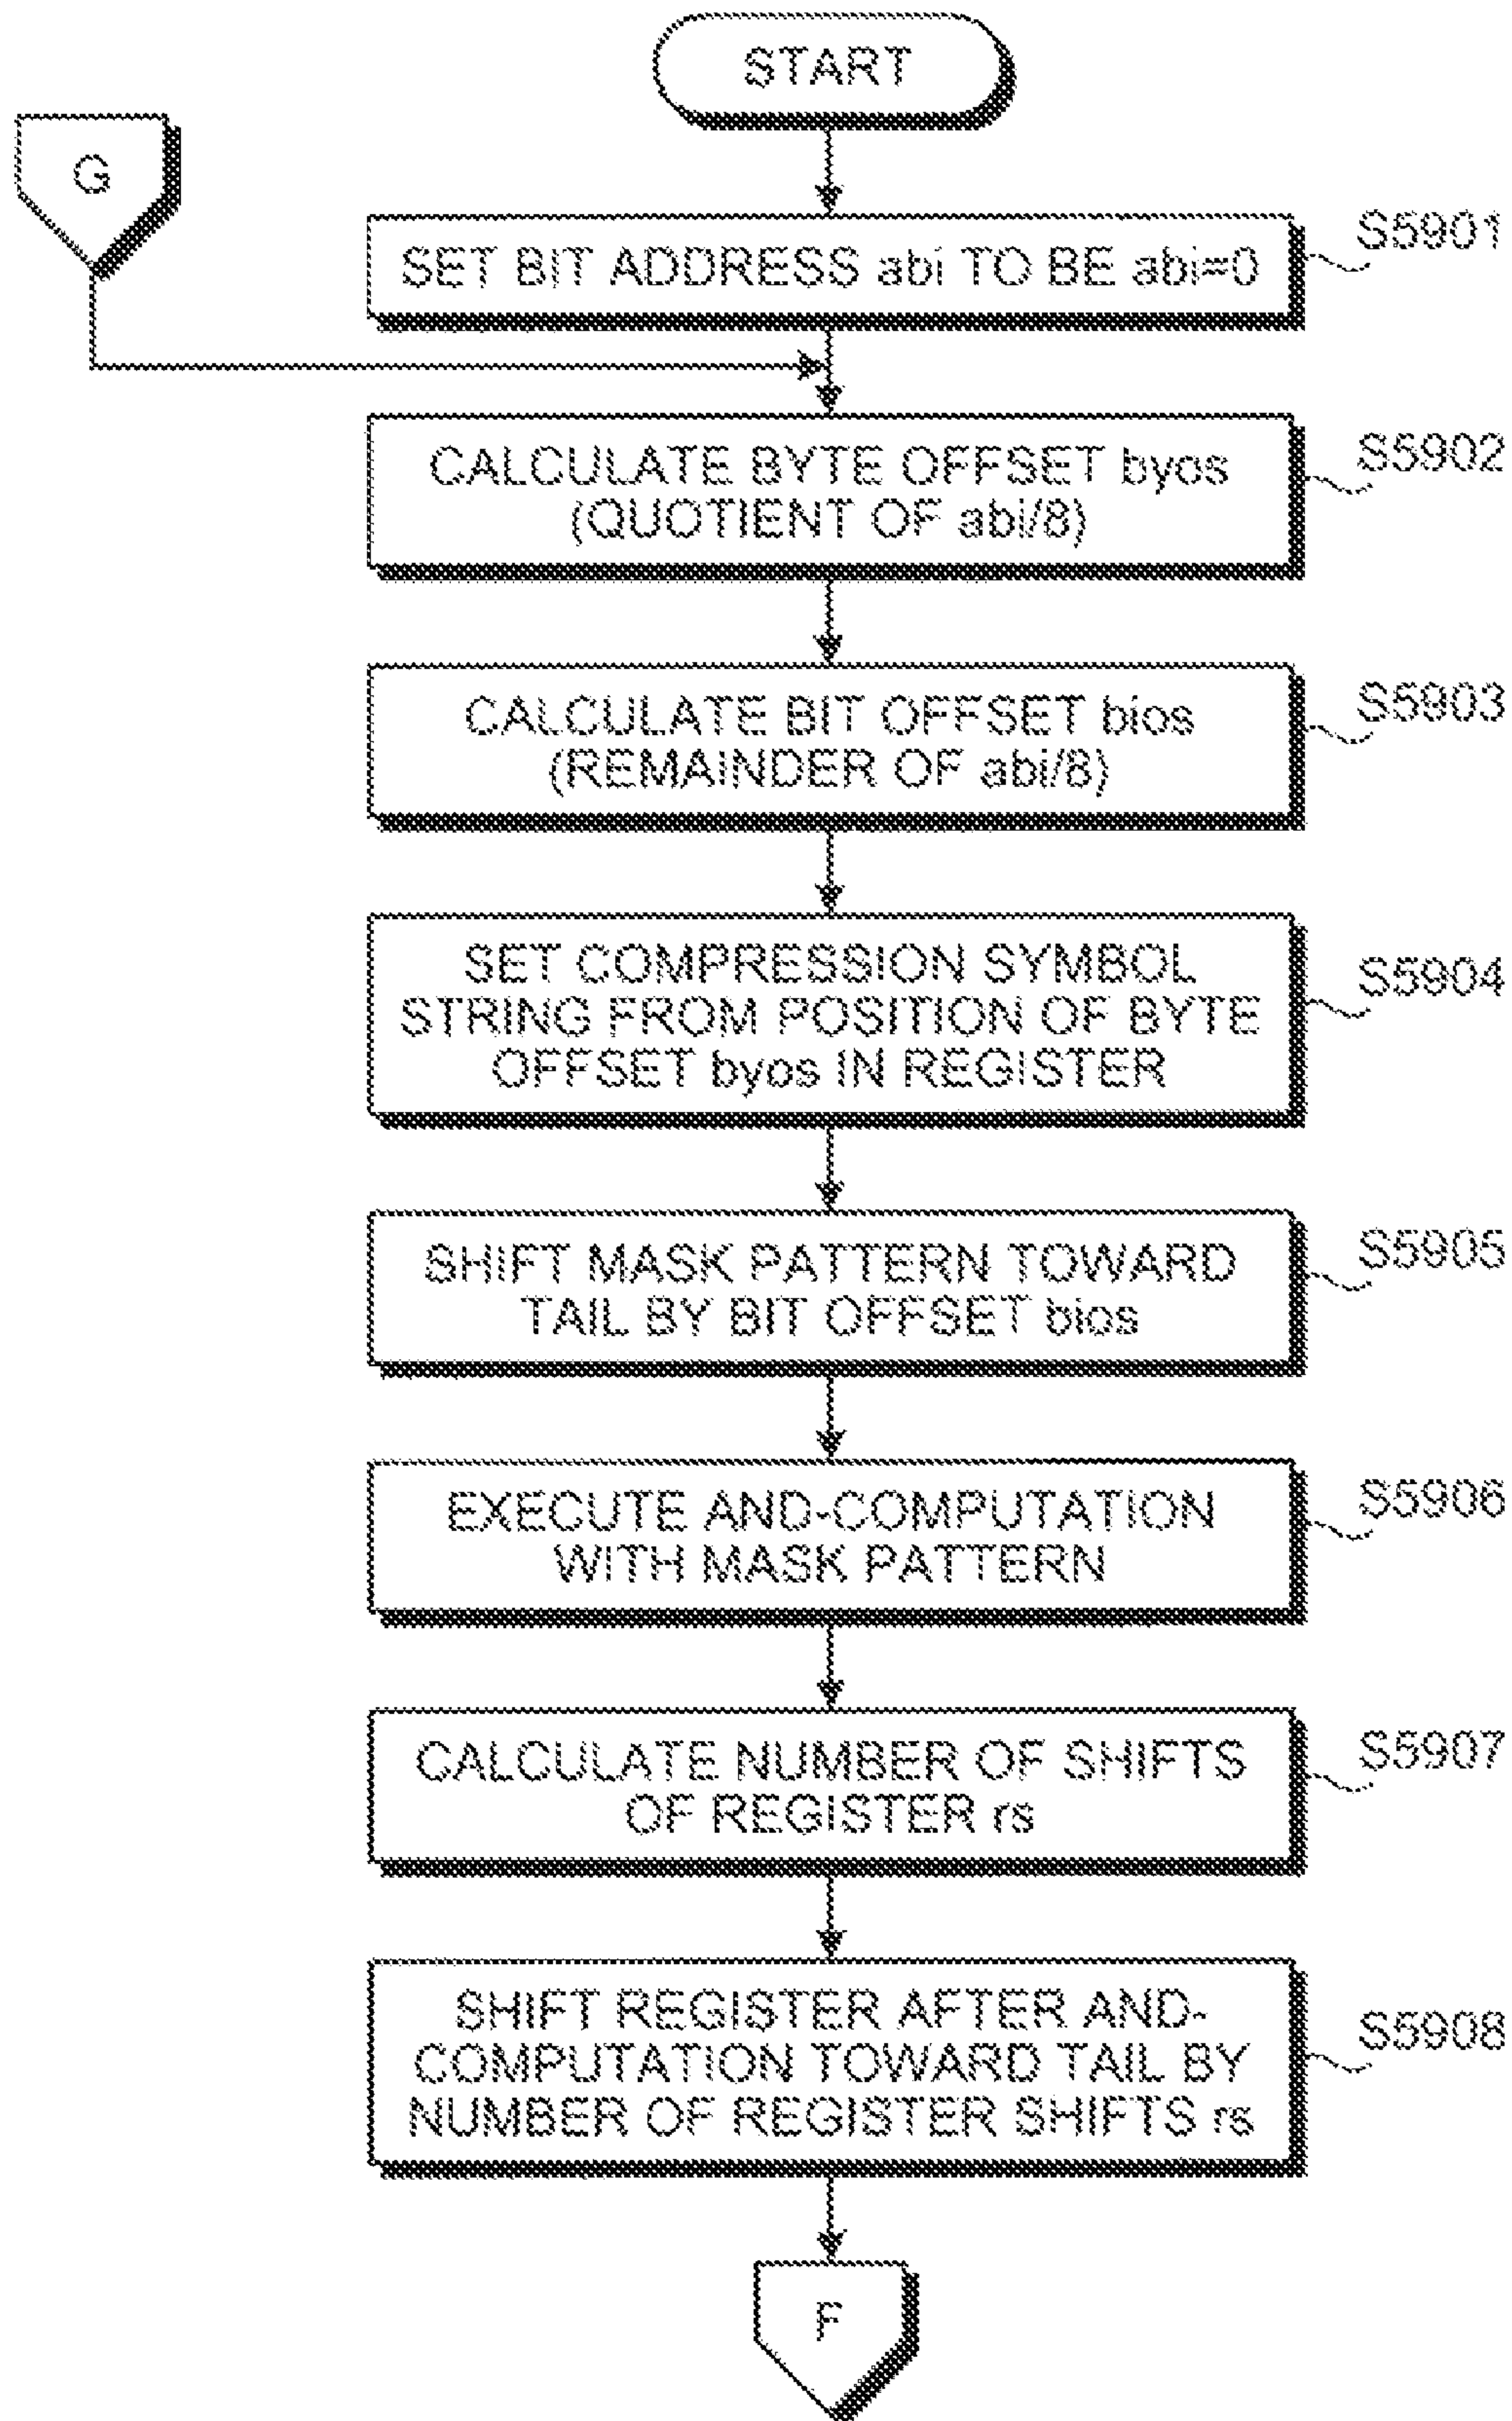 START
G
SET BIT ADDRESS abi TO BE abi=0
S5901
CALCULATE BYTE OFFSET byos
(QUOTIENT OF abi/8)
S5902
CALCULATE BIT OFFSET bios
(REMAINDER OF abi/8)
S5903
SET COMPRESSION SYMBOL
STRING FROM POSITION OF BYTE
OFFSET byos IN REGISTER
S5904
SHIFT MASK PATTERN TOWARD
TAIL BY BIT OFFSET bios
S5905
EXECUTE AND-COMPUTATION
WITH MASK PATTERN
S5906
CALCULATE NUMBER OF SHIFTS
OF REGISTER rs
S5907
SHIFT REGISTER AFTER AND-
COMPUTATION TOWARD TAIL BY
NUMBER OF REGISTER SHIFTS rs
S5908
F